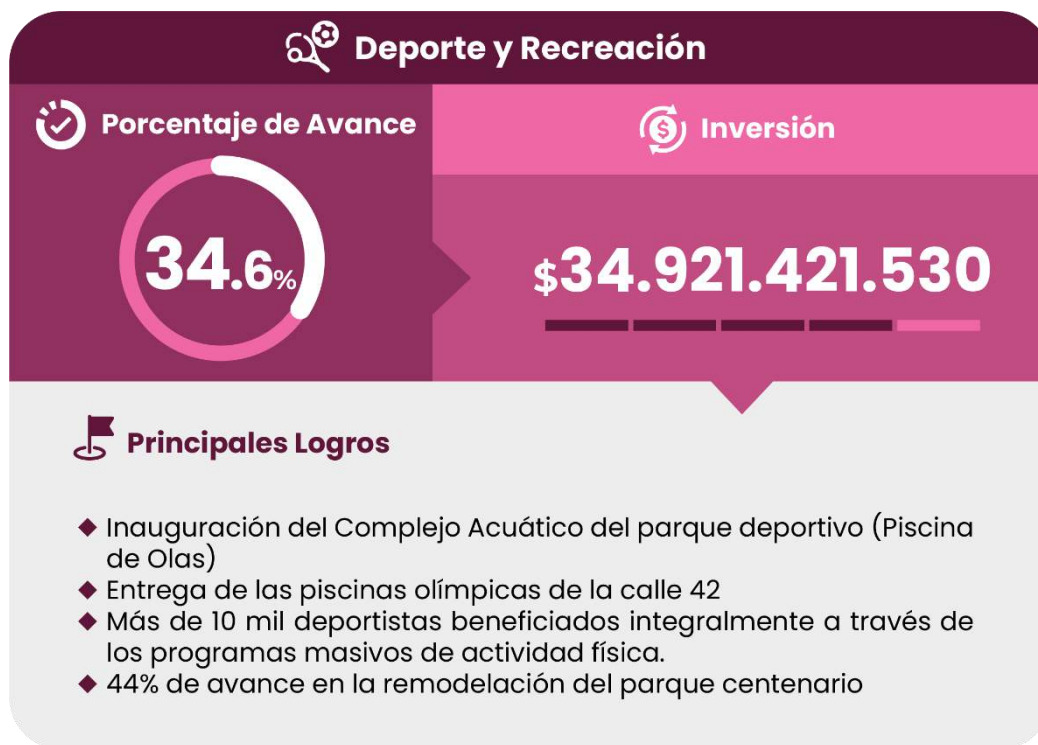 Deporte y Recreación
Porcentaje de Avance
Inversión
34.6%
$34.921.421.530
Principales Logros
◆ Inauguración del Complejo Acuático del parque deportivo (Piscina
de Olas)
◆ Entrega de las piscinas olímpicas de la calle 42
◆ Más de 10 mil deportistas beneficiados integralmente a través de
los programas masivos de actividad física.
◆ 44% de avance en la remodelación del parque centenario